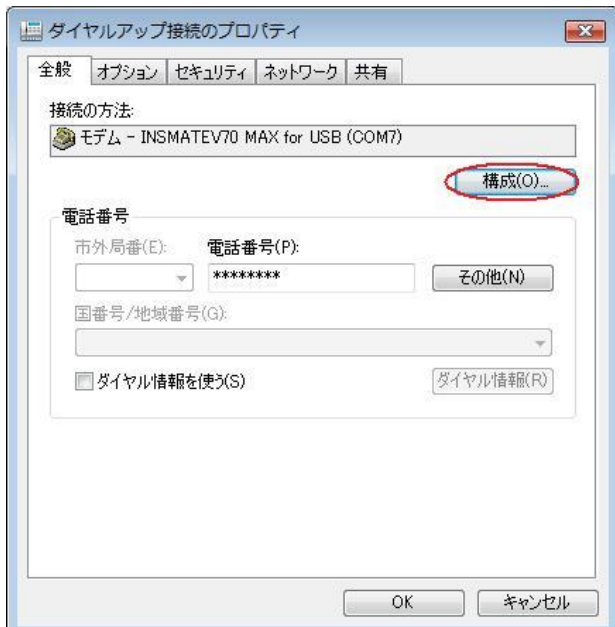 ダイヤルアップ接続のプロパティ
全般 オプション セキュリティ ネットワーク 共有
接続の方法:
モデム - INSMATEV70 MAX for USB (COM7)
構成(O)...
電話番号
市外局番(E): 電話番号(P):
******** その他(N)
国番号/地域番号(G):
ダイヤル情報を使う(S) ダイヤル情報(R)
OK キャンセル